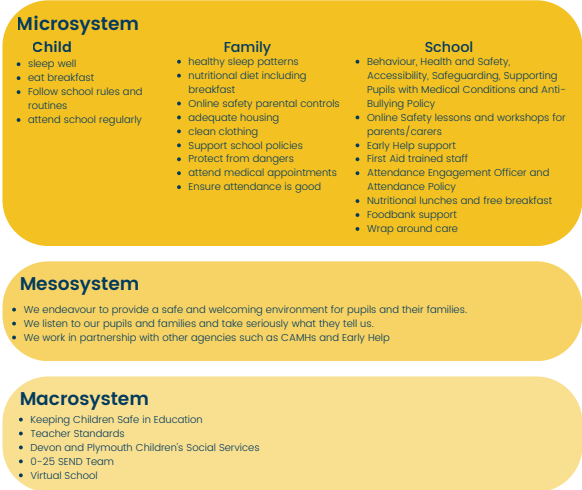 Microsystem
Child
• sleep well
• eat breakfast
• Follow school rules and
routines
• attend school regularly
Family
• healthy sleep patterns
• nutritional diet including
breakfast
• Online safety parental controls
• adequate housing
• clean clothing
• Support school policies
• Protect from dangers
• attend medical appointments
• Ensure attendance is good
School
• Behaviour, Health and Safety,
Accessibility, Safeguarding, Supporting
Pupils with Medical Conditions and Anti-
Bullying Policy
• Online Safety lessons and workshops for
parents/carers
• Early Help support
• First Aid trained staff
• Attendance Engagement Officer and
Attendance Policy
• Nutritional lunches and free breakfast
• Foodbank support
• Wrap around care
Mesosystem
• We endeavour to provide a safe and welcoming environment for pupils and their families.
• We listen to our pupils and families and take seriously what they tell us.
• We work in partnership with other agencies such as CAMHs and Early Help
Macrosystem
• Keeping Children Safe in Education
• Teacher Standards
• Devon and Plymouth Children's Social Services
• 0-25 SEND Team
• Virtual School